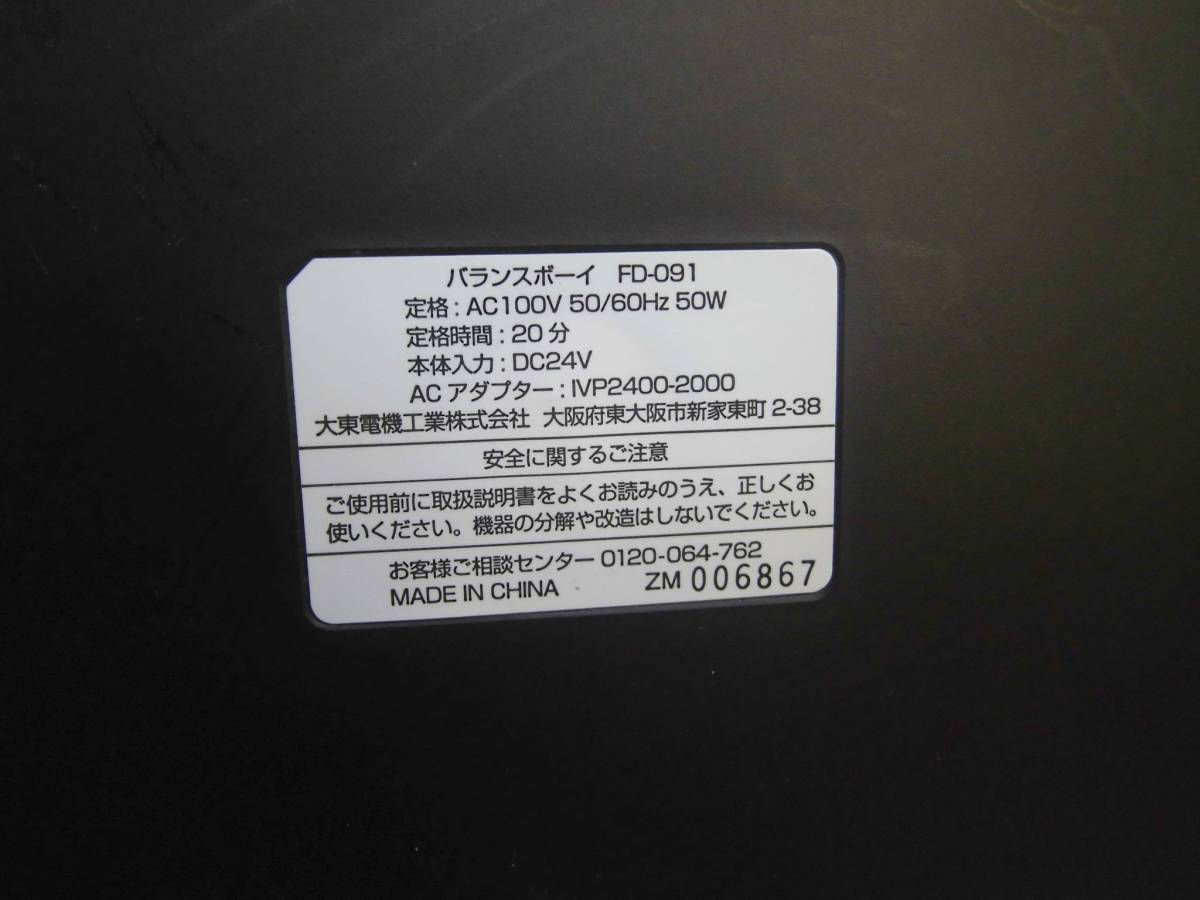 バランスボーイ FD-091
定格 : AC100V 50/60Hz 50W
定格時間 : 20 分
本体入力 : DC24V
AC アダプター : IVP2400-2000
大東電機工業株式会社 大阪府東大阪市新家東町 2-38
安全に関するご注意
ご使用前に取扱説明書をよくお読みのうえ、正しくお
使いください。機器の分解や改造はしないでください。
お客様ご相談センター 0120-064-762
MADE IN CHINA ZM 006867